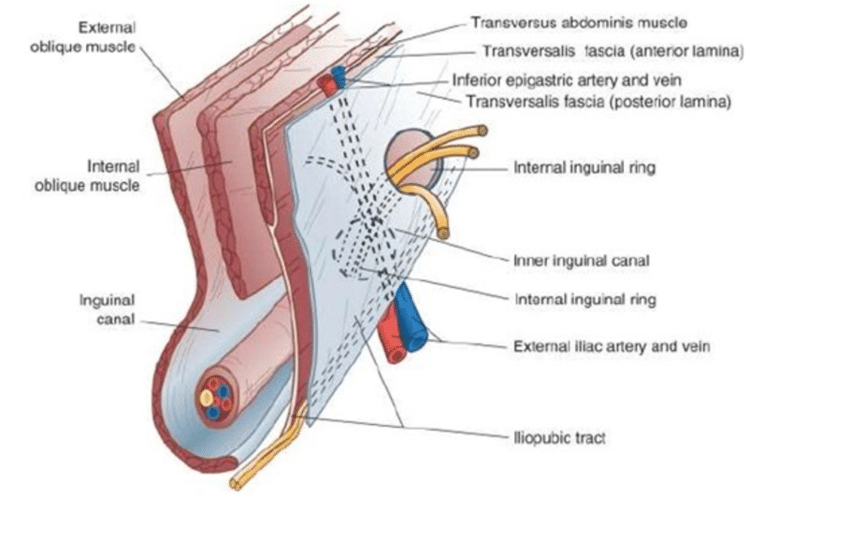 External
oblique muscle
Internal
oblique muscle
Inguinal
canal
Transversus abdominis muscle
Transversalis fascia (anterior lamina)
Inferior epigastric artery and vein
Transversalis fascia (posterior lamina)
Internal inguinal ring
Inner inguinal canal
Internal inguinal ring
External iliac artery and vein
Iliopubic tract